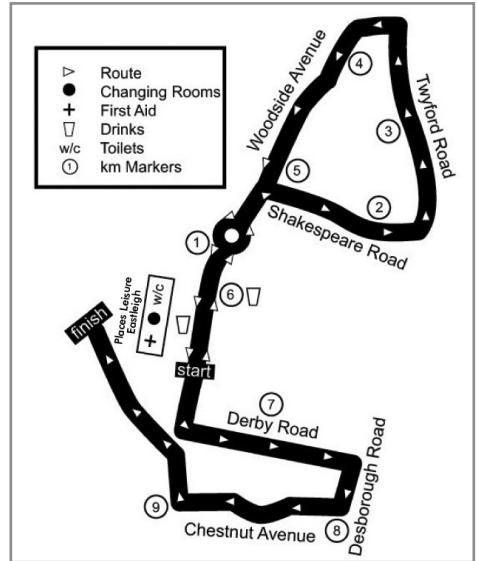 Route
Changing Rooms
First Aid
Drinks
w/c Toilets
1 km Markers
Woodside Avenue
4
Twyford Road
3
5
2
Shakespeare Road
1
6
Places Leisure
Eastleigh
w/c
finish
start
7
Derby Road
Desborough Road
9
Chestnut Avenue
8